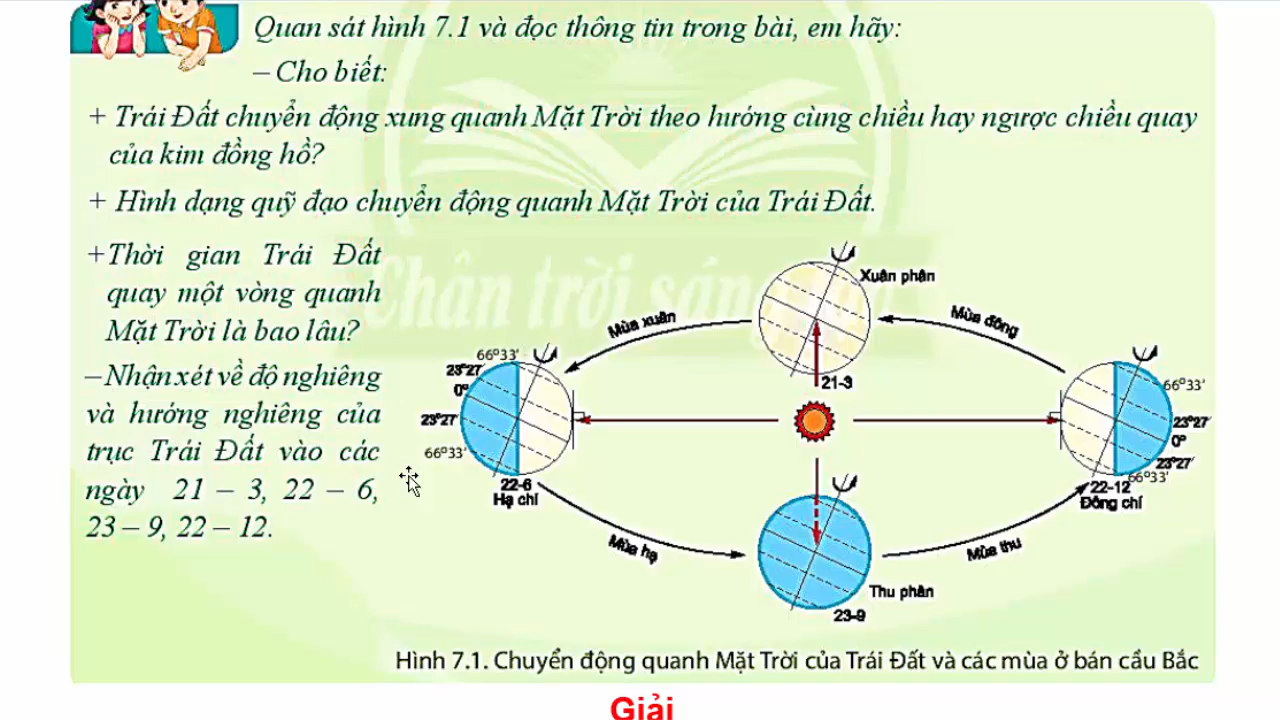 Quan sát hình 7.1 và đọc thông tin trong bài, em hãy:
– Cho biết:
+ Trái Đất chuyển động xung quanh Mặt Trời theo hướng cùng chiều hay ngược chiều quay
của kim đồng hồ?
+ Hình dạng quỹ đạo chuyển động quanh Mặt Trời của Trái Đất.
+ Thời gian Trái Đất
quay một vòng quanh
Mặt Trời là bao lâu?
– Nhận xét về độ nghiêng
và hướng nghiêng của
trục Trái Đất vào các
ngày 21 – 3, 22 – 6,
23 – 9, 22 – 12.
Chân trời sáng
Xuân phân
21-3
Mùa xuân
Mùa đông
66°33'
23°27'
0°
23°27'
66°33'
22-6
Hạ chí
66°33'
23°27'
0°
23°27'
66°33'
22-12
Đông chí
Mùa hạ
Mùa thu
Thu phân
23-9
Hình 7.1. Chuyển động quanh Mặt Trời của Trái Đất và các mùa ở bán cầu Bắc
Giải